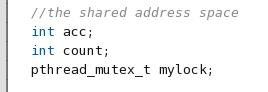 //the shared address space
int acc;
int count;
pthread_mutex_t mylock;